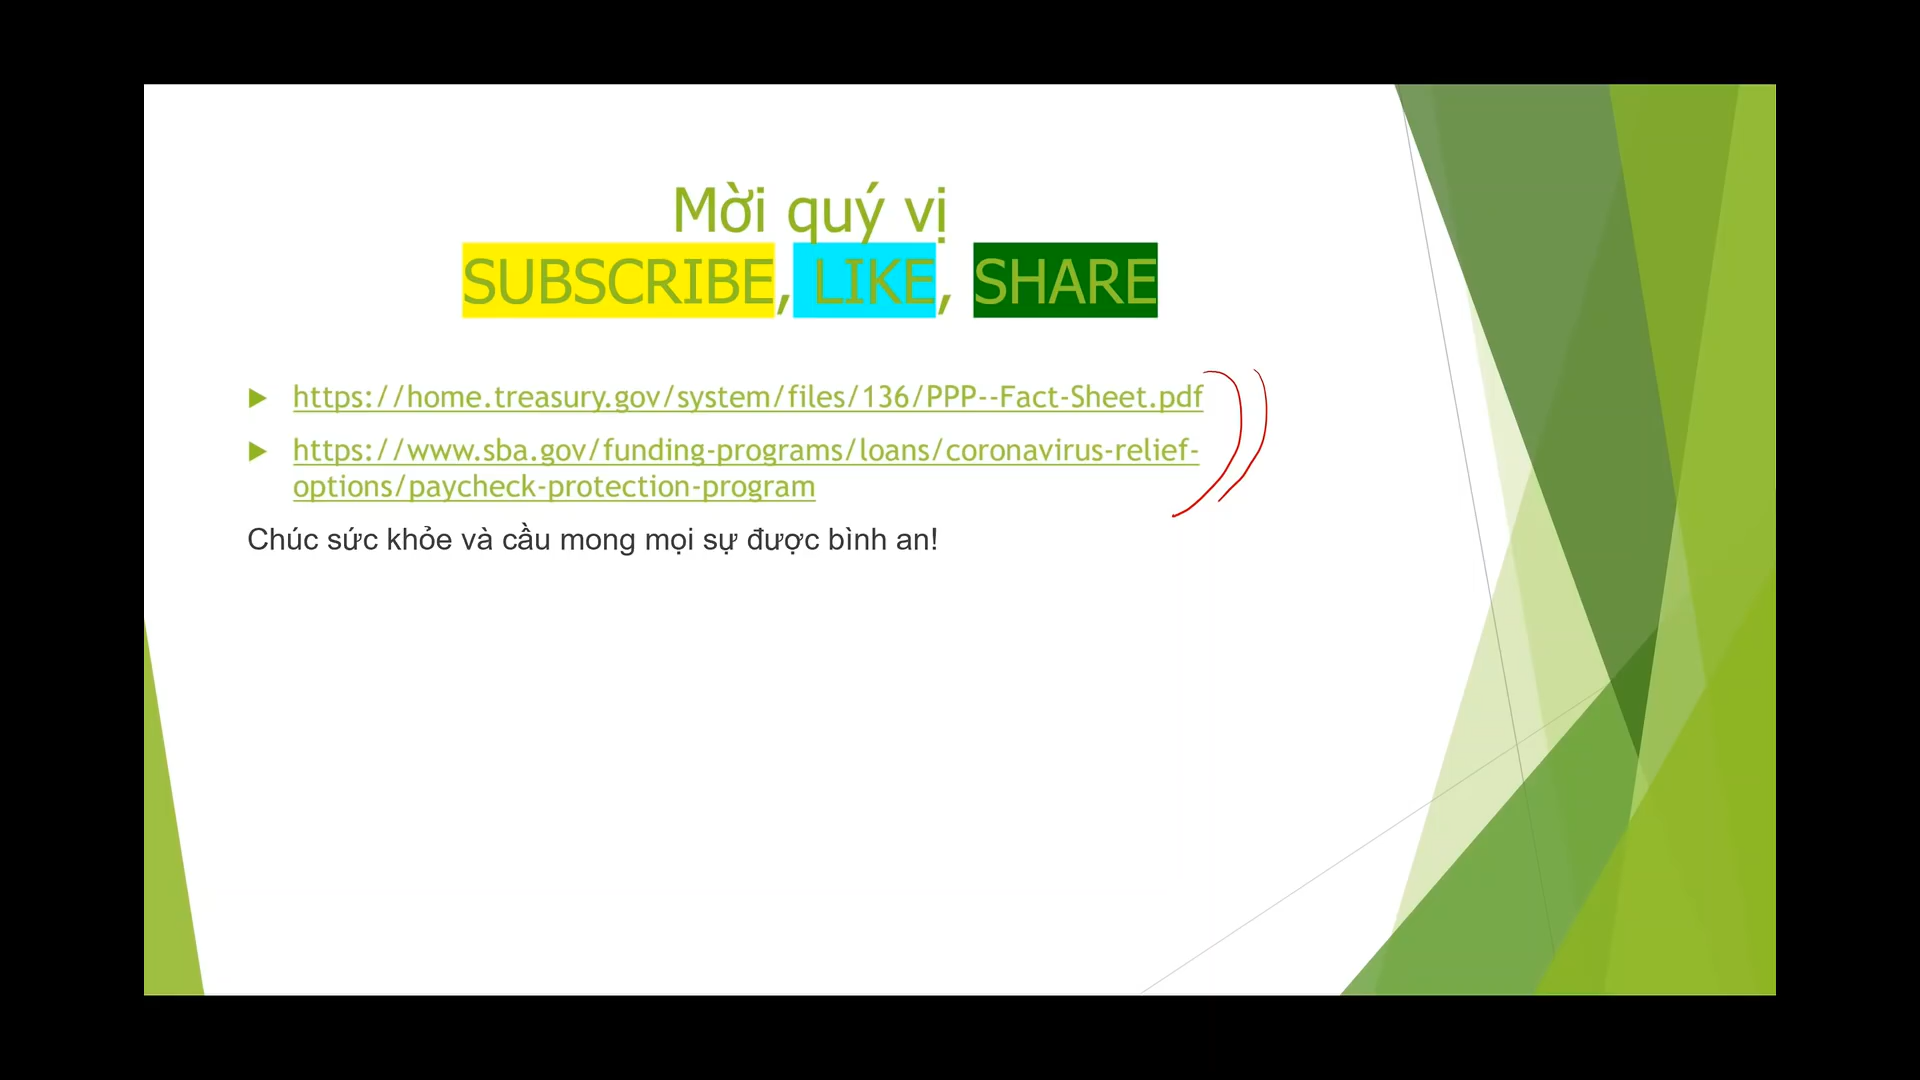 Mời quý vị
SUBSCRIBE, LIKE, SHARE
https://home.treasury.gov/system/files/136/PPP--Fact-Sheet.pdf
https://www.sba.gov/funding-programs/loans/coronavirus-relief-
options/paycheck-protection-program
Chúc sức khỏe và cầu mong mọi sự được bình an!